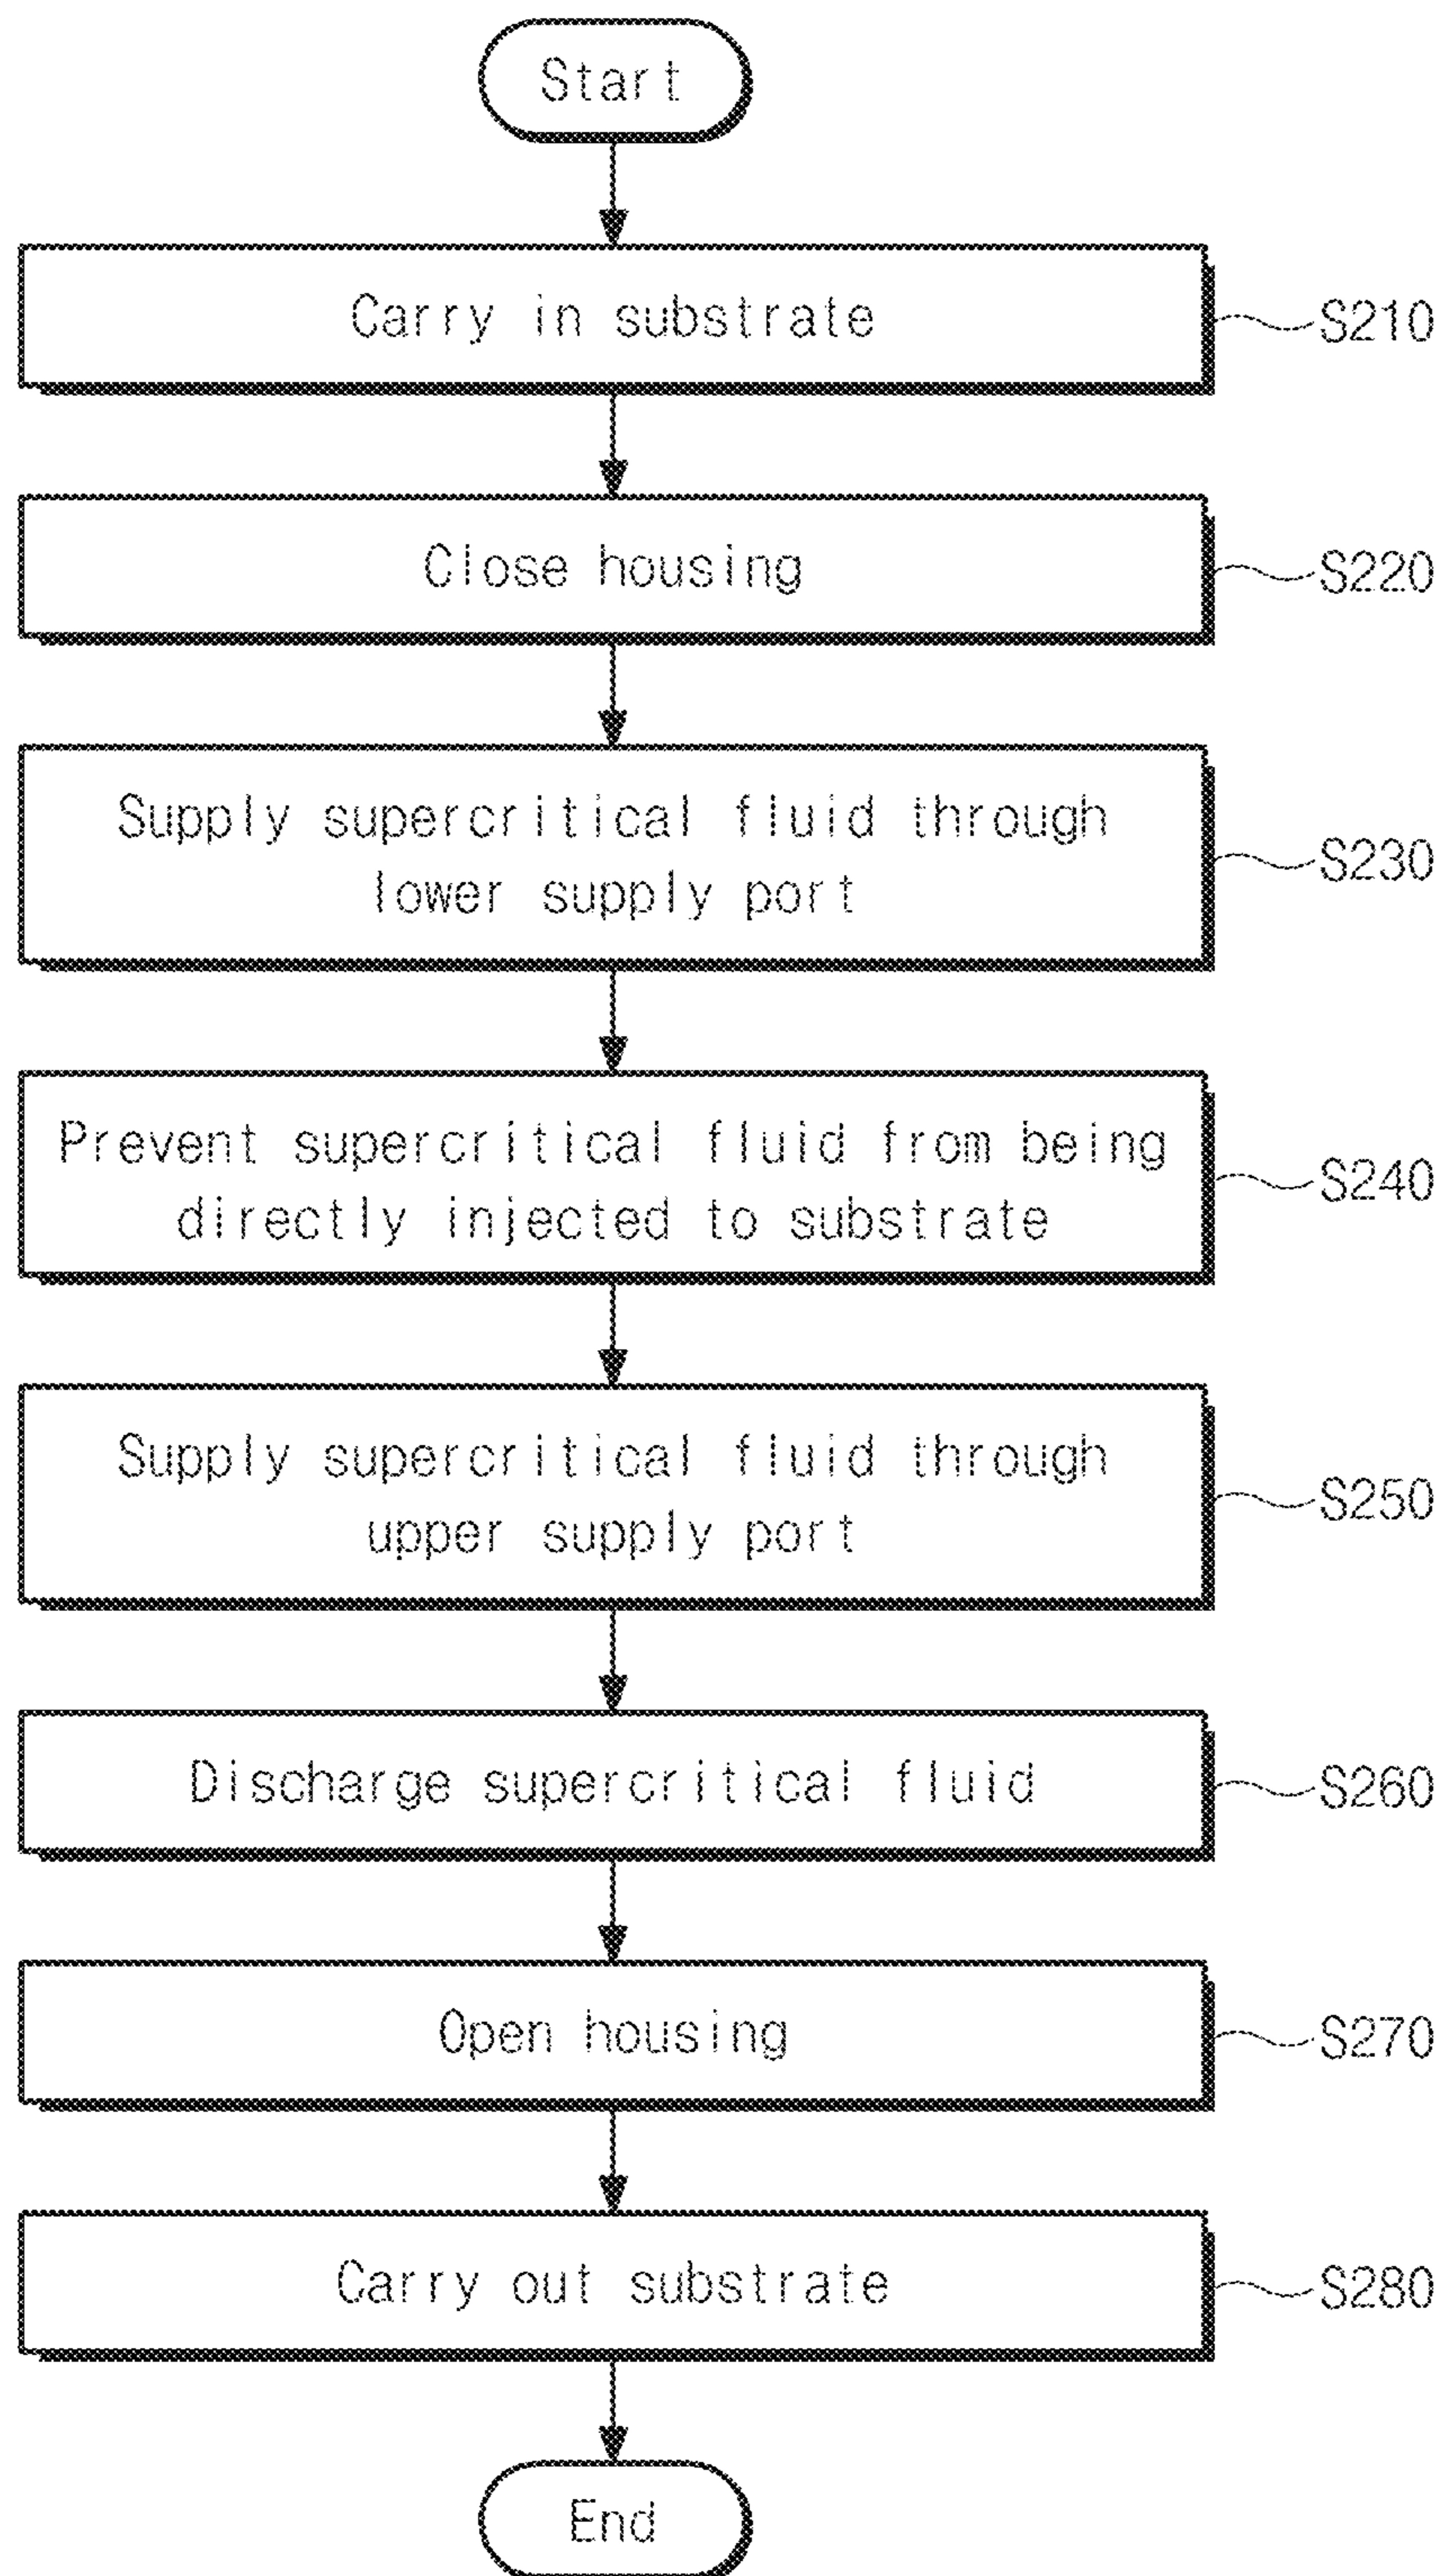 Start
Carry in substrate
S210
Close housing
S220
Supply supercritical fluid through
lower supply port
S230
Prevent supercritical fluid from being
directly injected to substrate
S240
Supply supercritical fluid through
upper supply port
S250
Discharge supercritical fluid
S260
Open housing
S270
Carry out substrate
S280
End